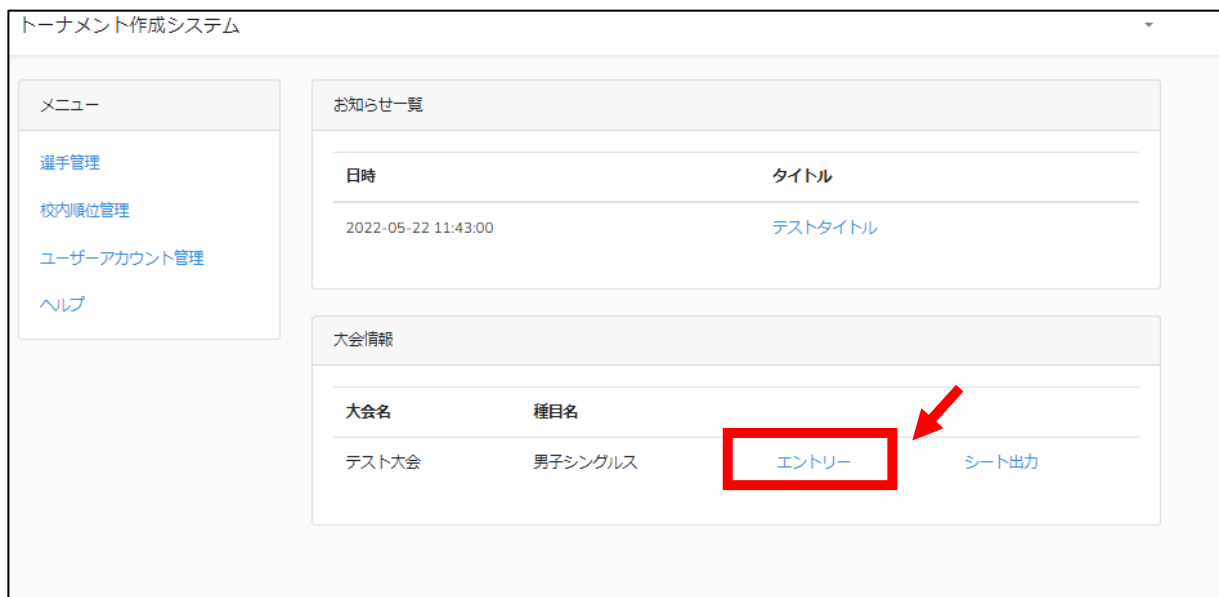 トーナメント作成システム
メニュー
選手管理
校内順位管理
ユーザーアカウント管理
ヘルプ
お知らせ一覧
日時 タイトル
2022-05-22 11:43:00 テストタイトル
大会情報
大会名 種目名
テスト大会 男子シングルス エントリー シート出力